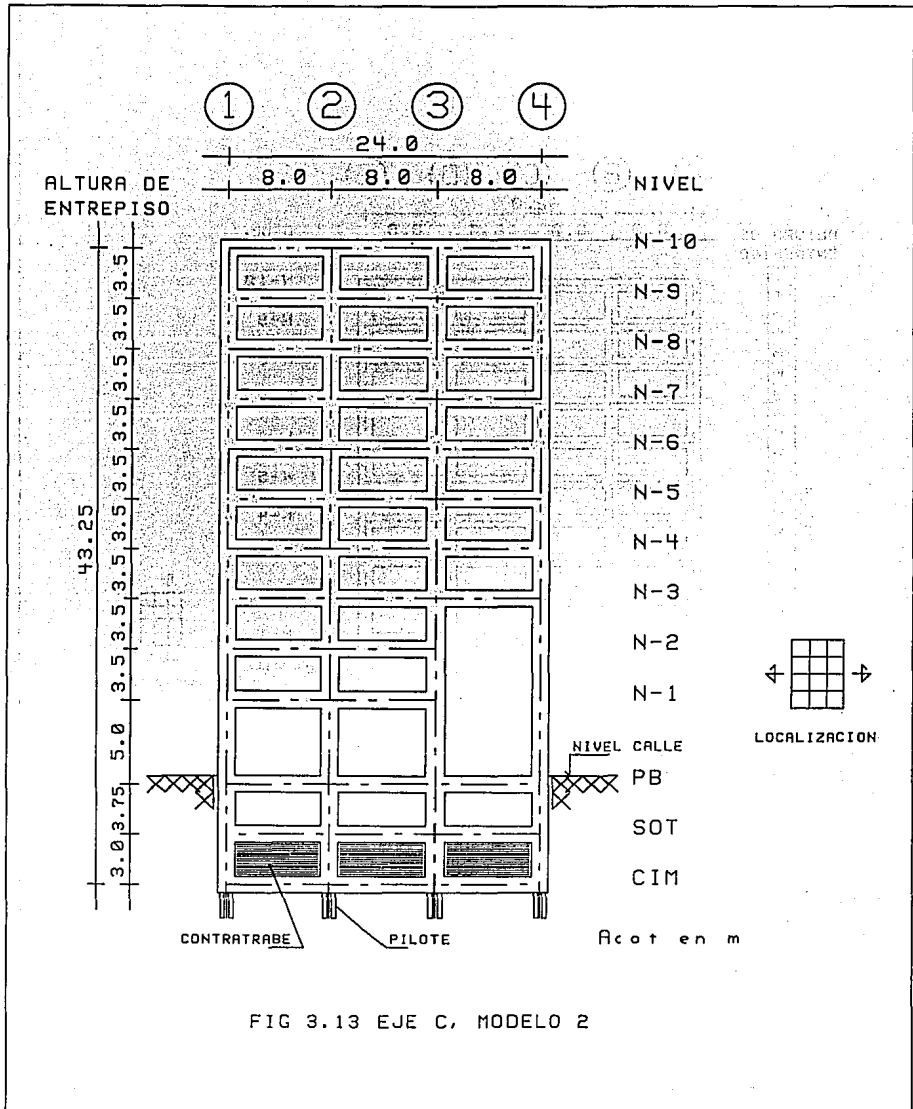 1 2 3 4
24.0
8.0 8.0 8.0
ALTURA DE
ENTREPISO
NIVEL
N-10
3.5
N-9
3.5
N-8
3.5
N-7
3.5
N-6
3.5
N-5
3.5
N-4
3.5
N-3
3.5
N-2
3.5
N-1
5.0
NIVEL CALLE
PB
3.75
SOT
3.0
CIM
43.25
LOCALIZACION
CONTRATRABE
PILOTE
Acot en m
FIG 3.13 EJE C, MODELO 2